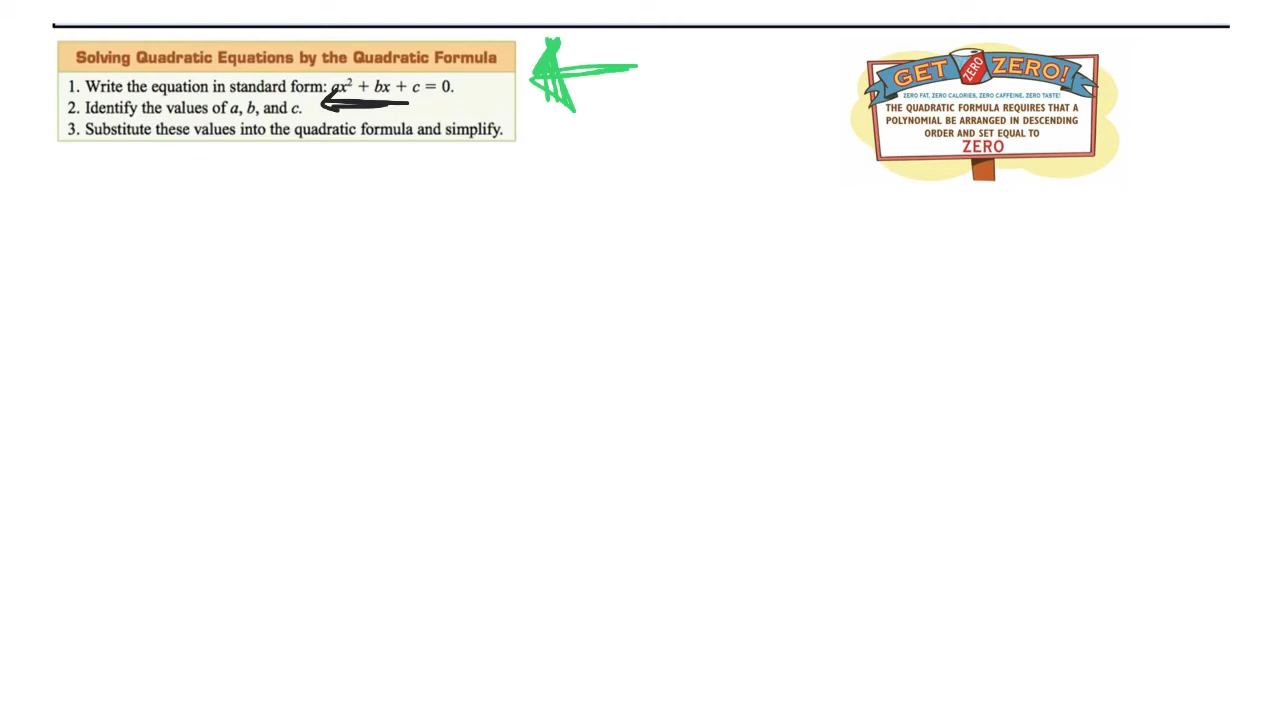 Solving Quadratic Equations by the Quadratic Formula
1. Write the equation in standard form: ax² + bx + c = 0.
2. Identify the values of a, b, and c.
3. Substitute these values into the quadratic formula and simplify.
GET ZERO ZERO!
ZERO FAT, ZERO CALORIES, ZERO CAFFEINE, ZERO TASTE!
THE QUADRATIC FORMULA REQUIRES THAT A
POLYNOMIAL BE ARRANGED IN DESCENDING
ORDER AND SET EQUAL TO
ZERO